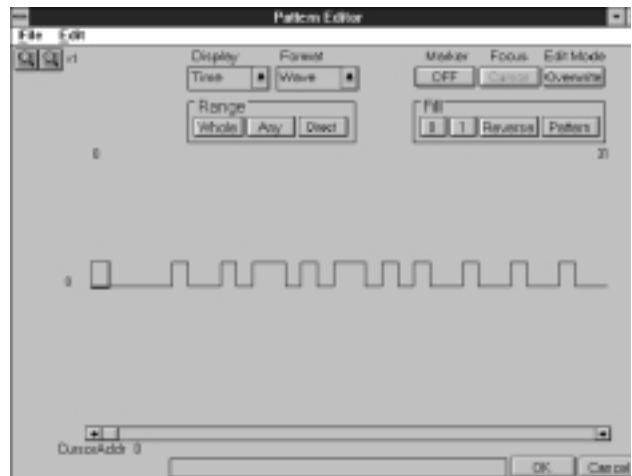 Pattern Editor
File Edit
x1
Display Format Marker Focus Edit Mode
Time Wave OFF Cursor Overwrite
Range Fill
Whole Any Direct 0 1 Reverse Pattern
0 31
0
CursorAddr 0
OK Cancel